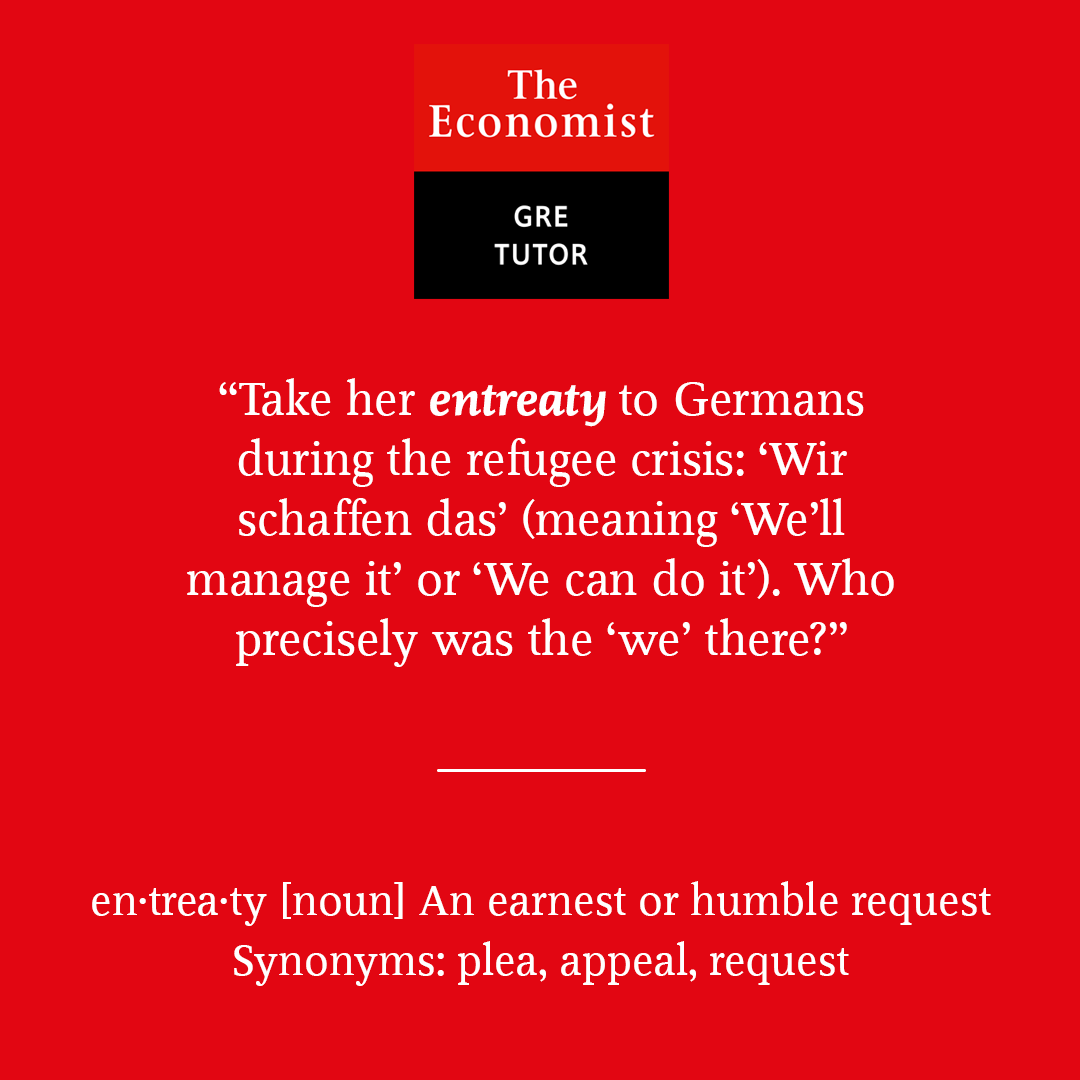 The
Economist
GRE
TUTOR
“Take her entreaty to Germans
during the refugee crisis: ‘Wir
schaffen das’ (meaning ‘We’ll
manage it’ or ‘We can do it’). Who
precisely was the ‘we’ there?”
en·trea·ty [noun] An earnest or humble request
Synonyms: plea, appeal, request